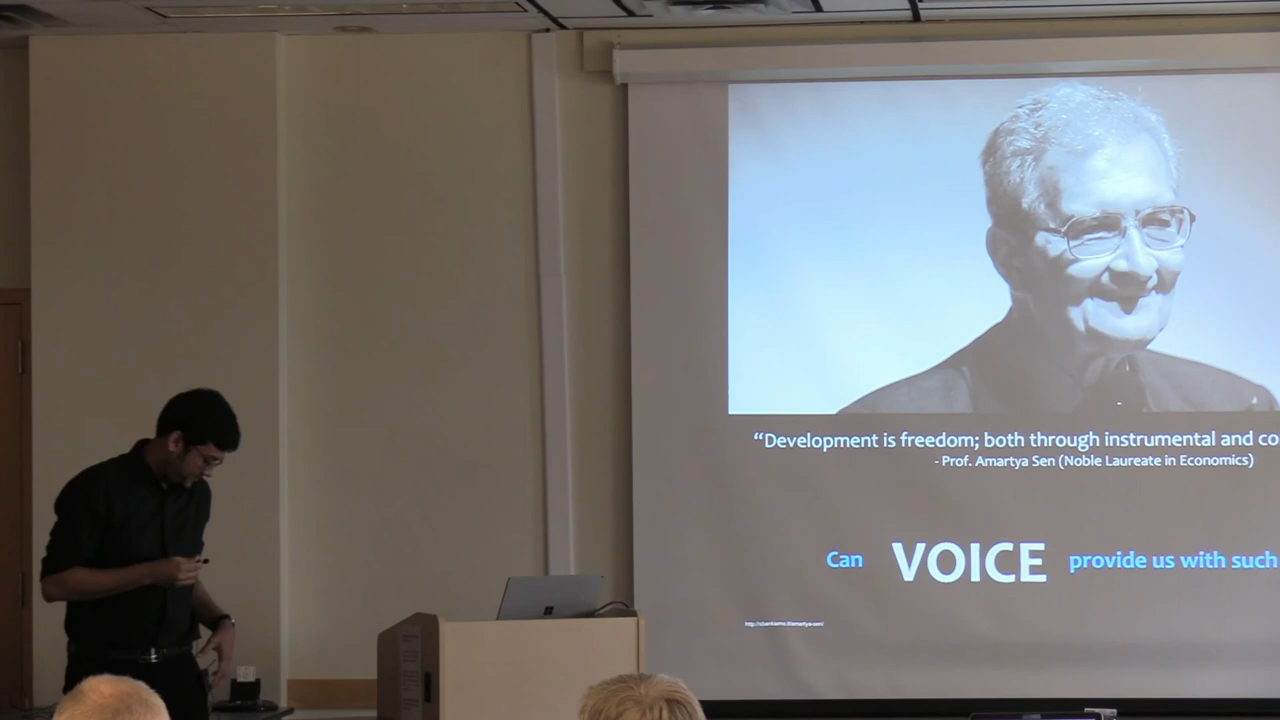 “Development is freedom; both through instrumental and co
- Prof. Amartya Sen (Noble Laureate in Economics)
Can VOICE provide us with such